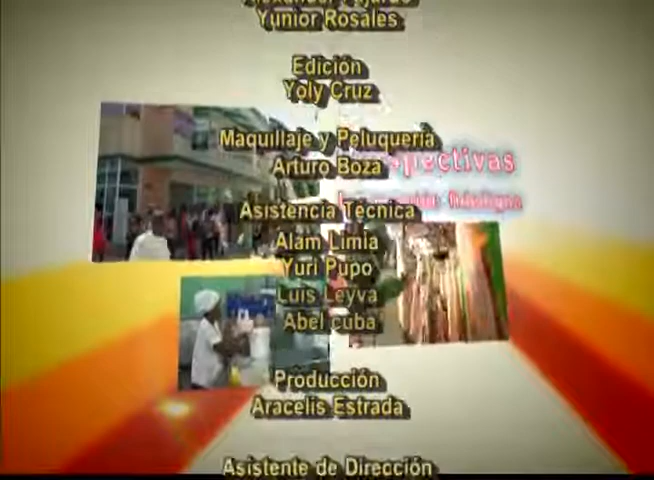 Yunior Rosales
Edición
Yoly Cruz
Maquillaje y Peluquería
Arturo Boza
Asistencia Técnica
Alam Limia
Yuri Pupo
Luis Leyva
Abel cuba
Producción
Aracelis Estrada
Asistente de Dirección